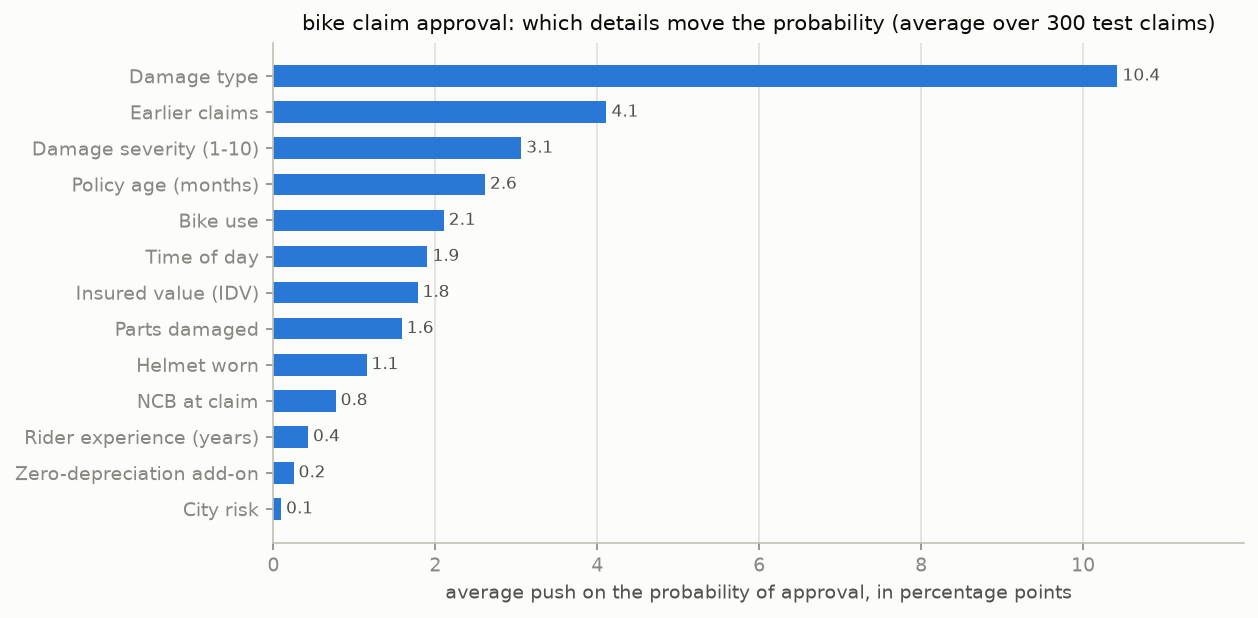 bike claim approval: which details move the probability (average over 300 test claims)
Damage type 10.4
Earlier claims 4.1
Damage severity (1-10) 3.1
Policy age (months) 2.6
Bike use 2.1
Time of day 1.9
Insured value (IDV) 1.8
Parts damaged 1.6
Helmet worn 1.1
NCB at claim 0.8
Rider experience (years) 0.4
Zero-depreciation add-on 0.2
City risk 0.1
0 2 4 6 8 10
average push on the probability of approval, in percentage points